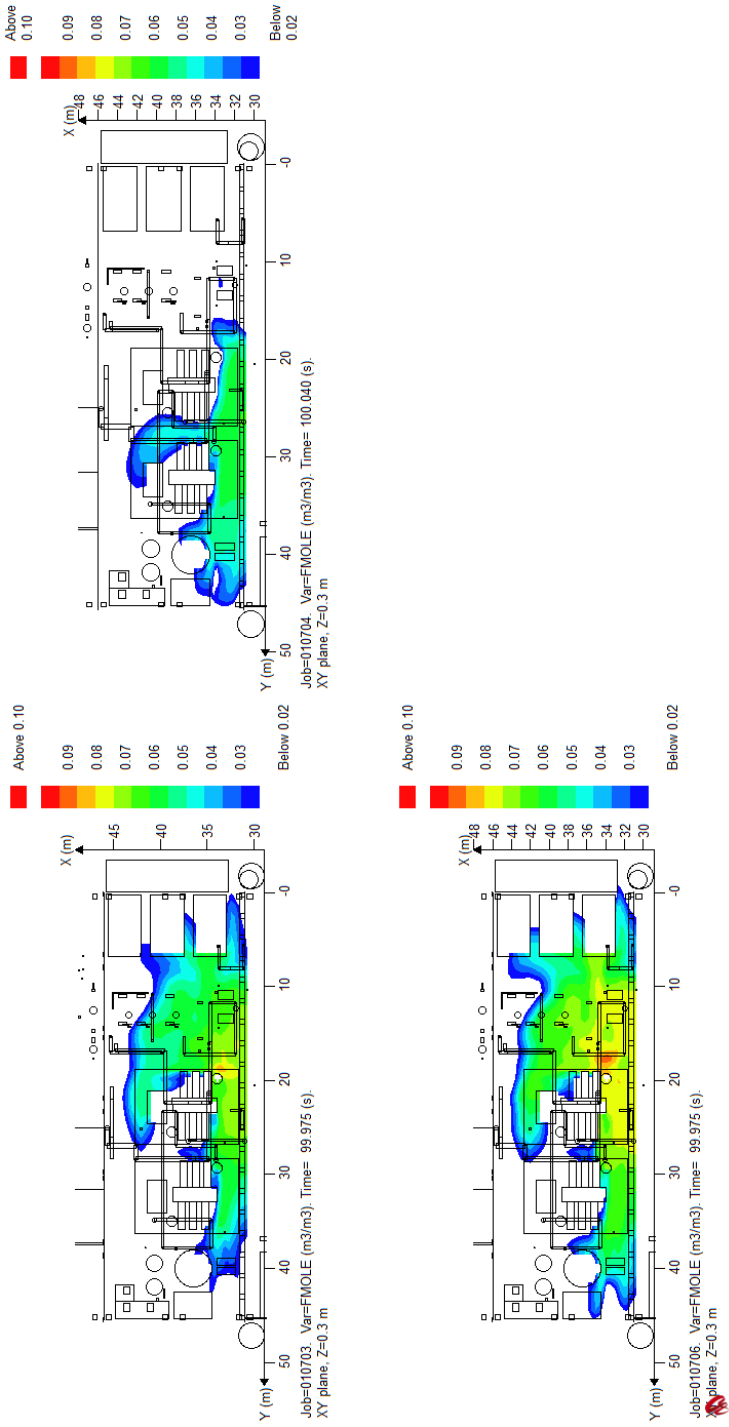 X (m)
45
40
35
30
Y (m) 50 40 30 20 10 -0
Above 0.10
0.09
0.08
0.07
0.06
0.05
0.04
0.03
Below 0.02
Job=010703. Var=FMOLE (m3/m3). Time= 99.975 (s).
XY plane, Z=0.3 m
X (m)
48
46
44
42
40
38
36
34
32
30
Y (m) 50 40 30 20 10 -0
Above
0.10
0.09
0.08
0.07
0.06
0.05
0.04
0.03
Below
0.02
Job=010704. Var=FMOLE (m3/m3). Time= 100.040 (s).
XY plane, Z=0.3 m
X (m)
48
46
44
42
40
38
36
34
32
30
Y (m) 50 40 30 20 10 -0
Above 0.10
0.09
0.08
0.07
0.06
0.05
0.04
0.03
Below 0.02
Job=010706. Var=FMOLE (m3/m3). Time= 99.975 (s).
plane, Z=0.3 m